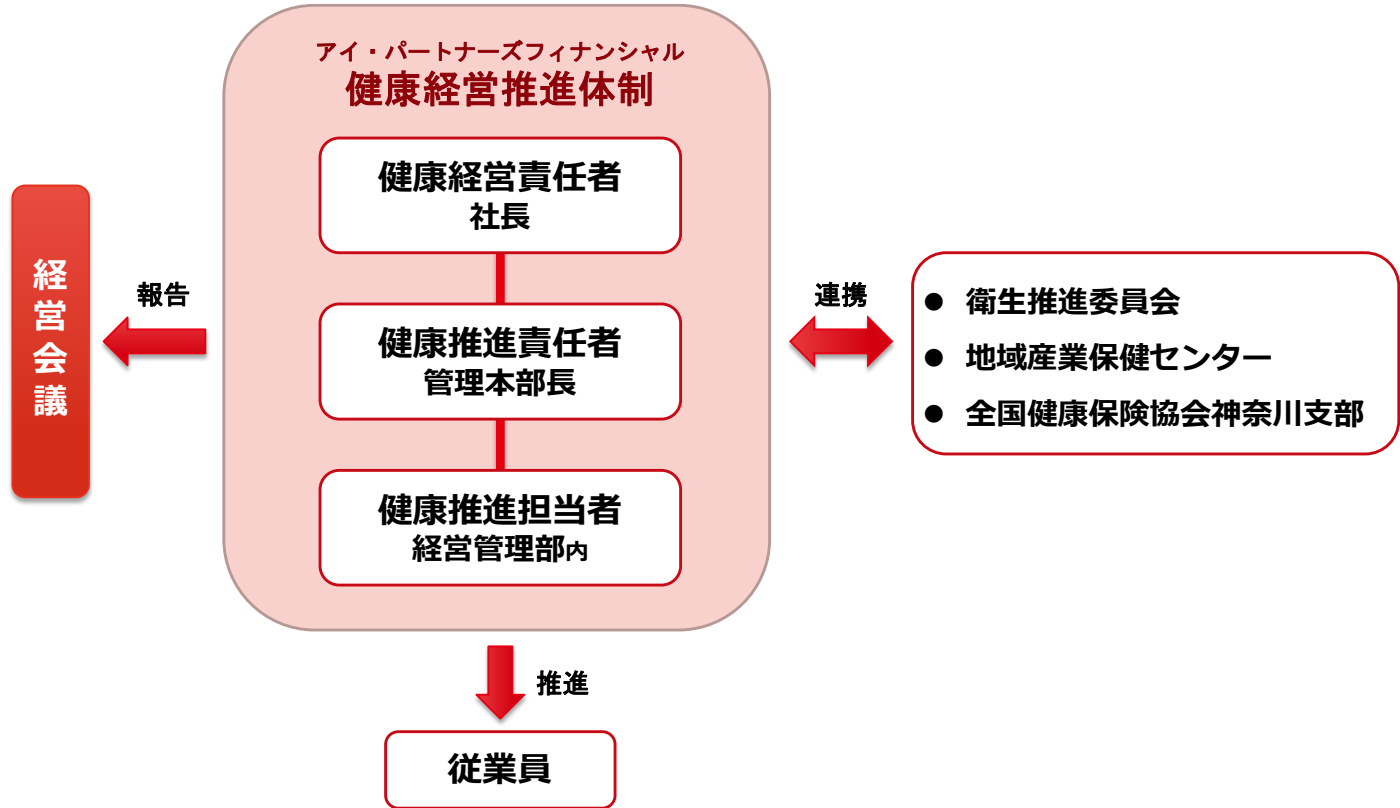 アイ・パートナーズフィナンシャル
健康経営推進体制
健康経営責任者
社長
健康推進責任者
管理本部長
健康推進担当者
経営管理部内
経営会議
報告
連携
● 衛生推進委員会
● 地域産業保健センター
● 全国健康保険協会神奈川支部
推進
従業員